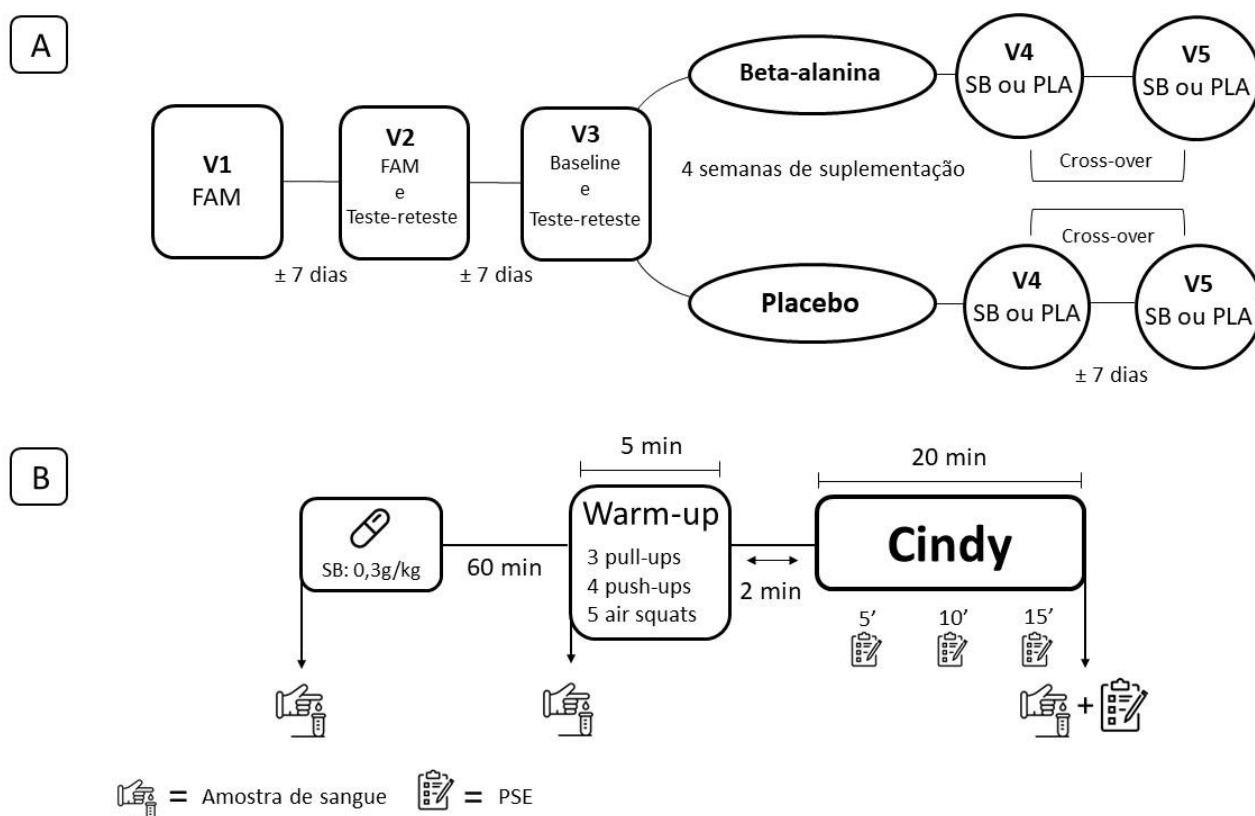 A
V1
FAM
± 7 dias
V2
FAM
e
Teste-reteste
± 7 dias
V3
Baseline
e
Teste-reteste
Beta-alanina
4 semanas de suplementação
Placebo
V4
SB ou PLA
V5
SB ou PLA
Cross-over
Cross-over
V4
SB ou PLA
V5
SB ou PLA
± 7 dias
B
SB: 0,3g/kg
60 min
5 min
Warm-up
3 pull-ups
4 push-ups
5 air squats
2 min
20 min
Cindy
5’
10’
15’
+
= Amostra de sangue
= PSE